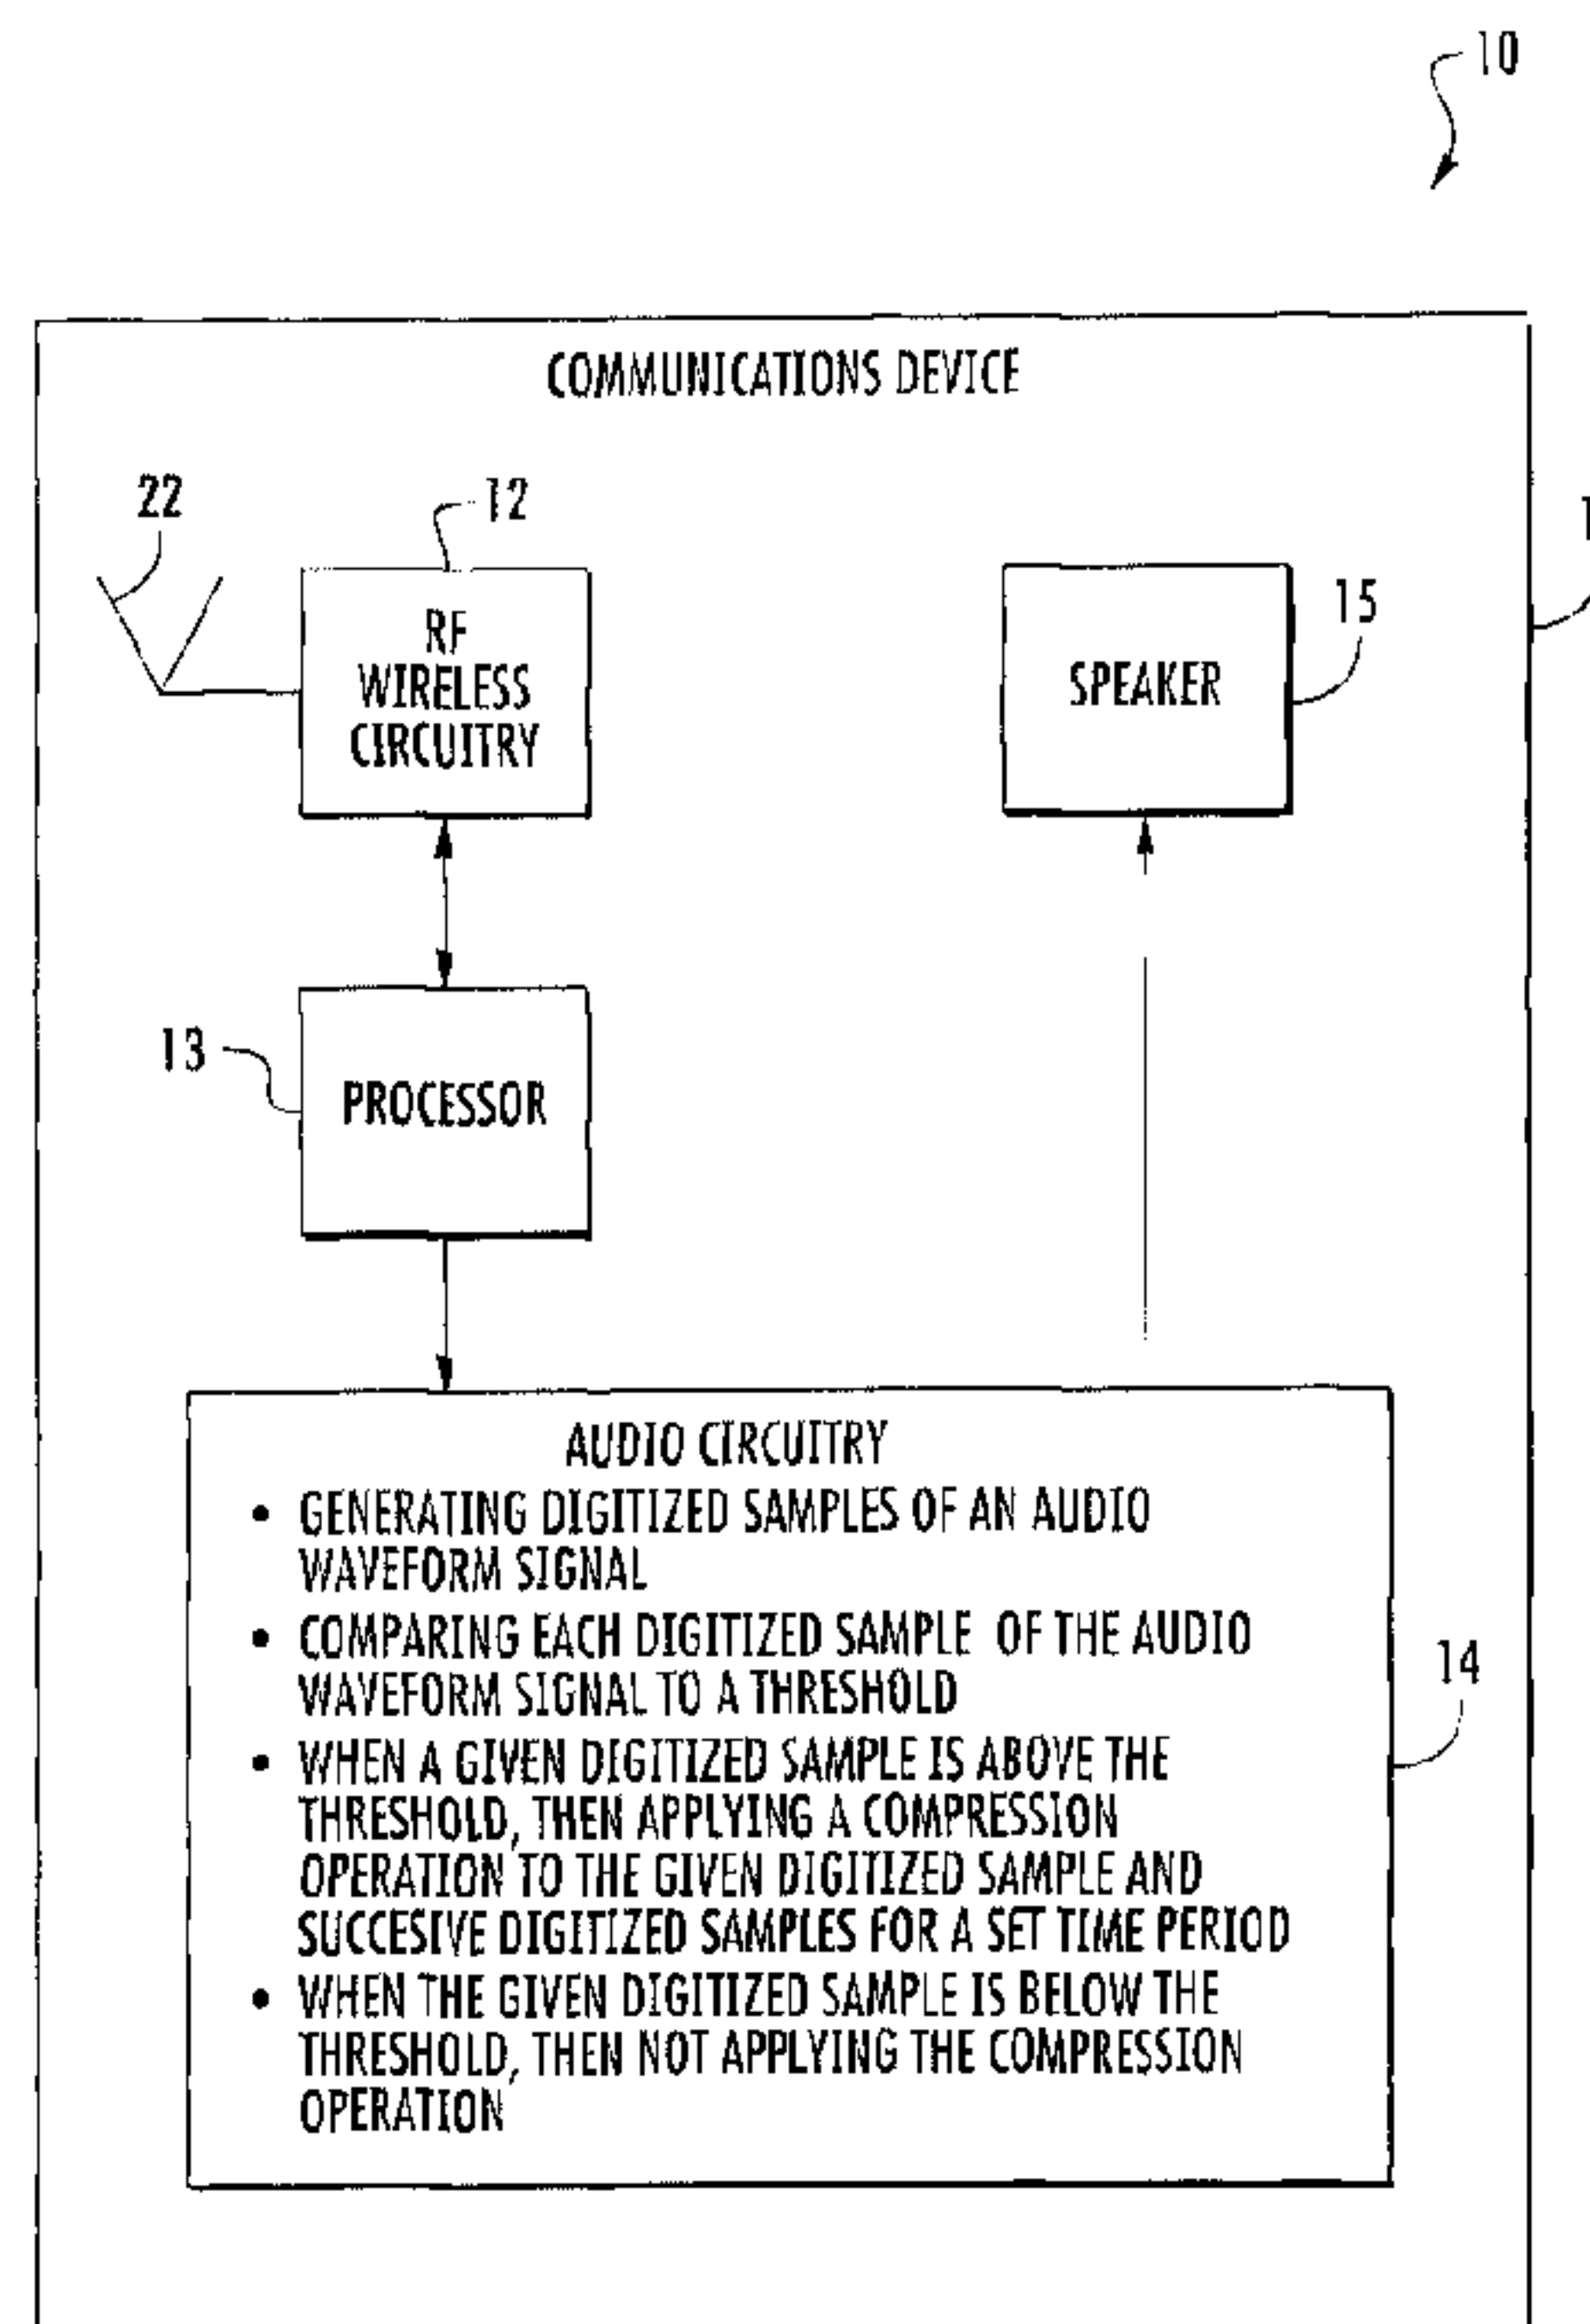 10
COMMUNICATIONS DEVICE
22
12
RF
WIRELESS
CIRCUITRY
SPEAKER
15
13
PROCESSOR
AUDIO CIRCUITRY
• GENERATING DIGITIZED SAMPLES OF AN AUDIO
WAVEFORM SIGNAL
• COMPARING EACH DIGITIZED SAMPLE OF THE AUDIO
WAVEFORM SIGNAL TO A THRESHOLD
• WHEN A GIVEN DIGITIZED SAMPLE IS ABOVE THE
THRESHOLD, THEN APPLYING A COMPRESSION
OPERATION TO THE GIVEN DIGITIZED SAMPLE AND
SUCCESIVE DIGITIZED SAMPLES FOR A SET TIME PERIOD
• WHEN THE GIVEN DIGITIZED SAMPLE IS BELOW THE
THRESHOLD, THEN NOT APPLYING THE COMPRESSION
OPERATION
14